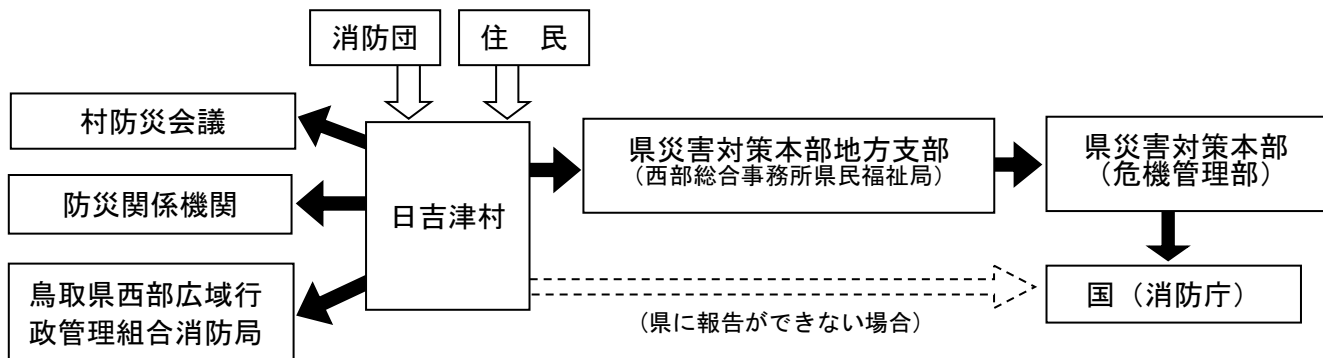 消防団
住 民
村防災会議
防災関係機関
鳥取県西部広域行
政管理組合消防局
日吉津村
県災害対策本部地方支部
（西部総合事務所県民福祉局）
県災害対策本部
（危機管理部）
国（消防庁）
（県に報告ができない場合）